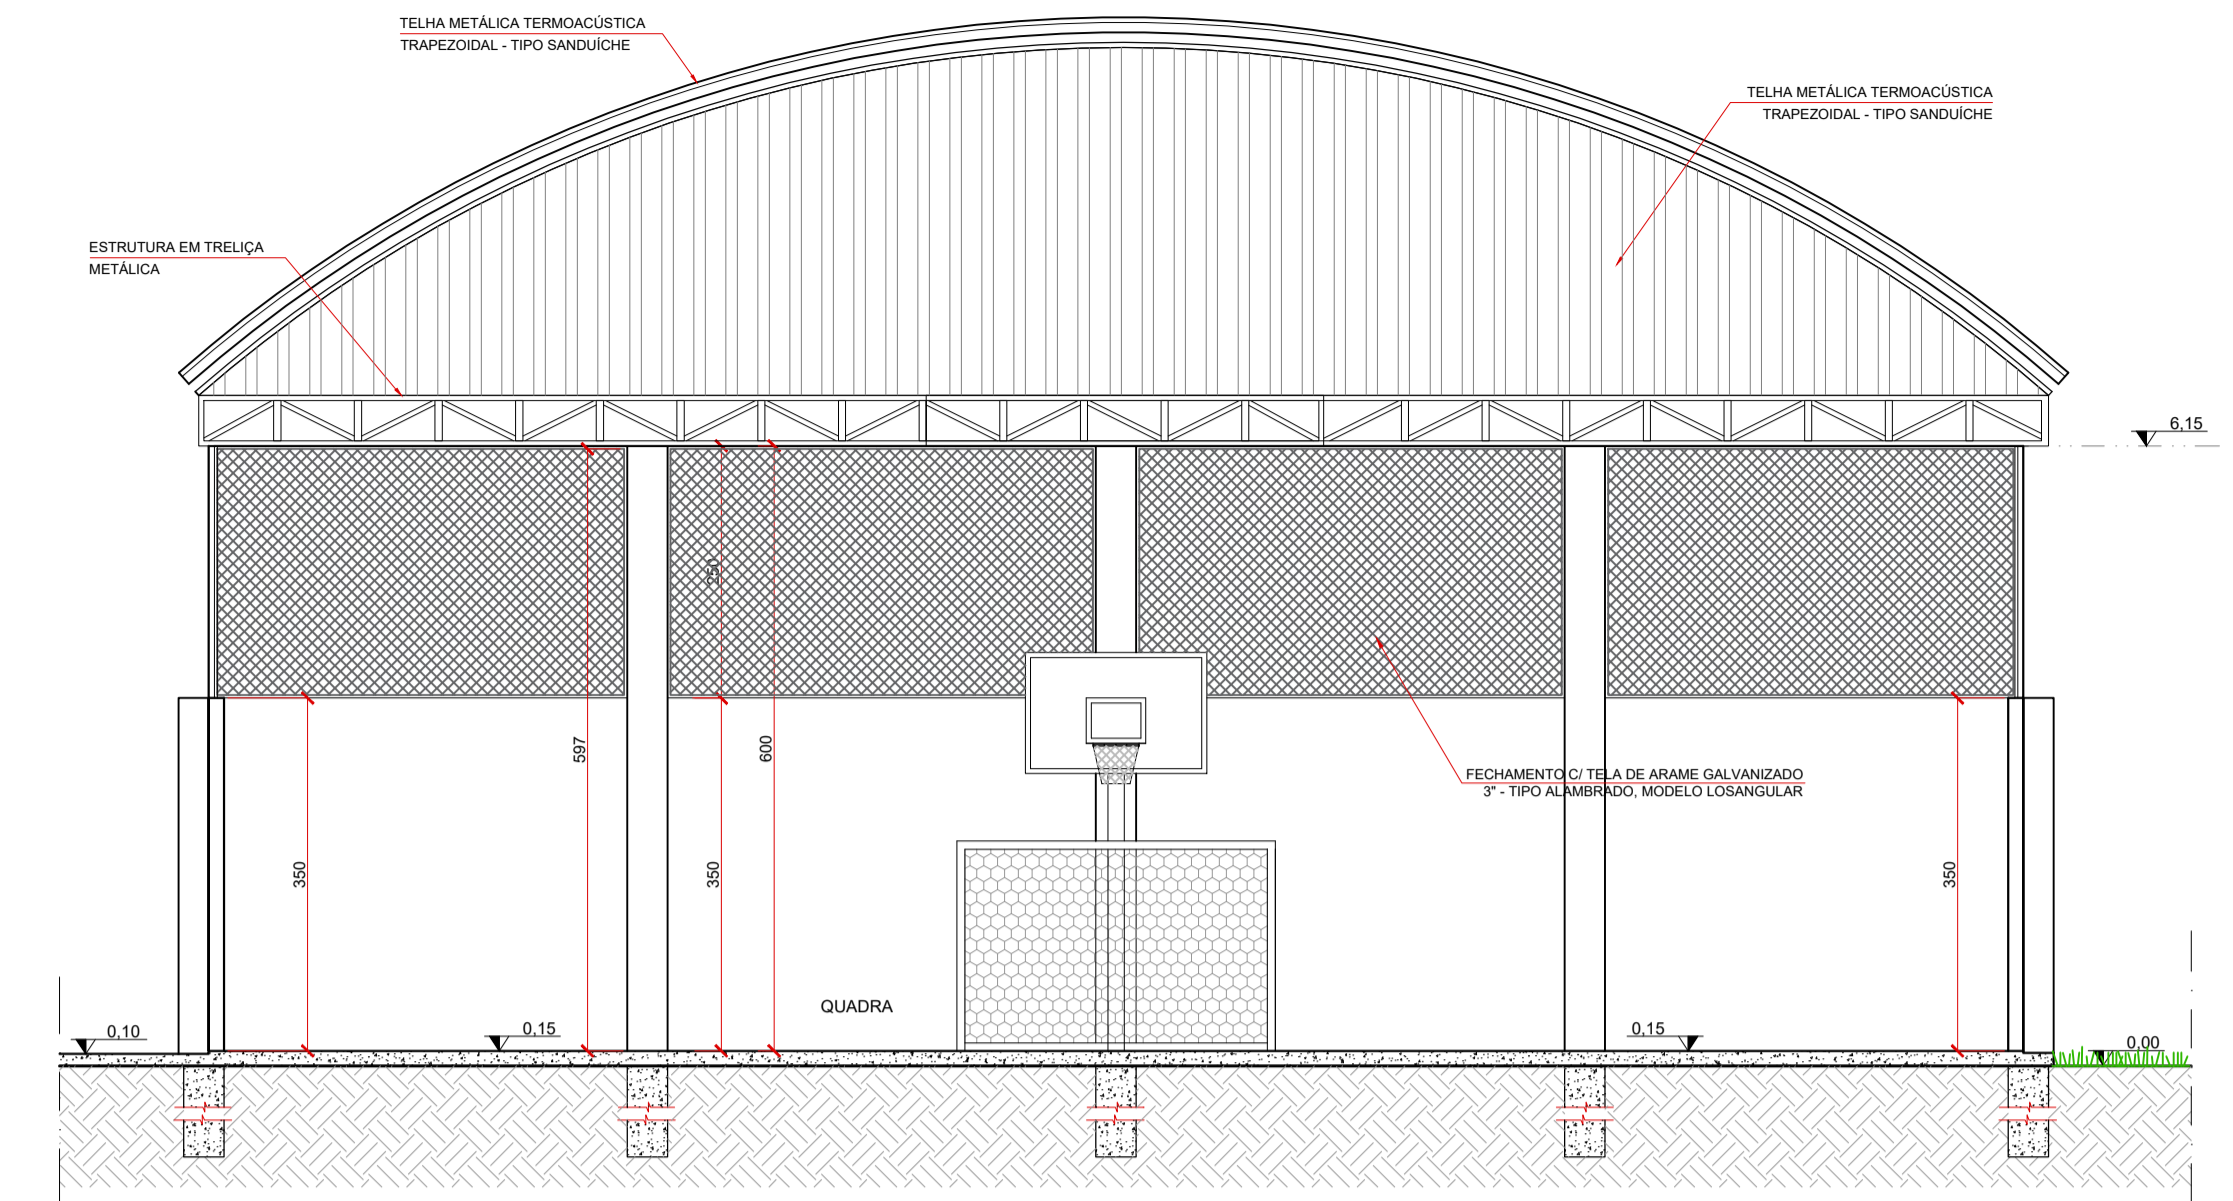 TELHA METÁLICA TERMOACÚSTICA
TRAPEZOIDAL - TIPO SANDUÍCHE
TELHA METÁLICA TERMOACÚSTICA
TRAPEZOIDAL - TIPO SANDUÍCHE
ESTRUTURA EM TRELIÇA
METÁLICA
6,15
250
597
600
FECHAMENTO C/ TELA DE ARAME GALVANIZADO
3" - TIPO ALAMBRADO, MODELO LOSANGULAR
350
350
350
QUADRA
0,10
0,15
0,15
0,00